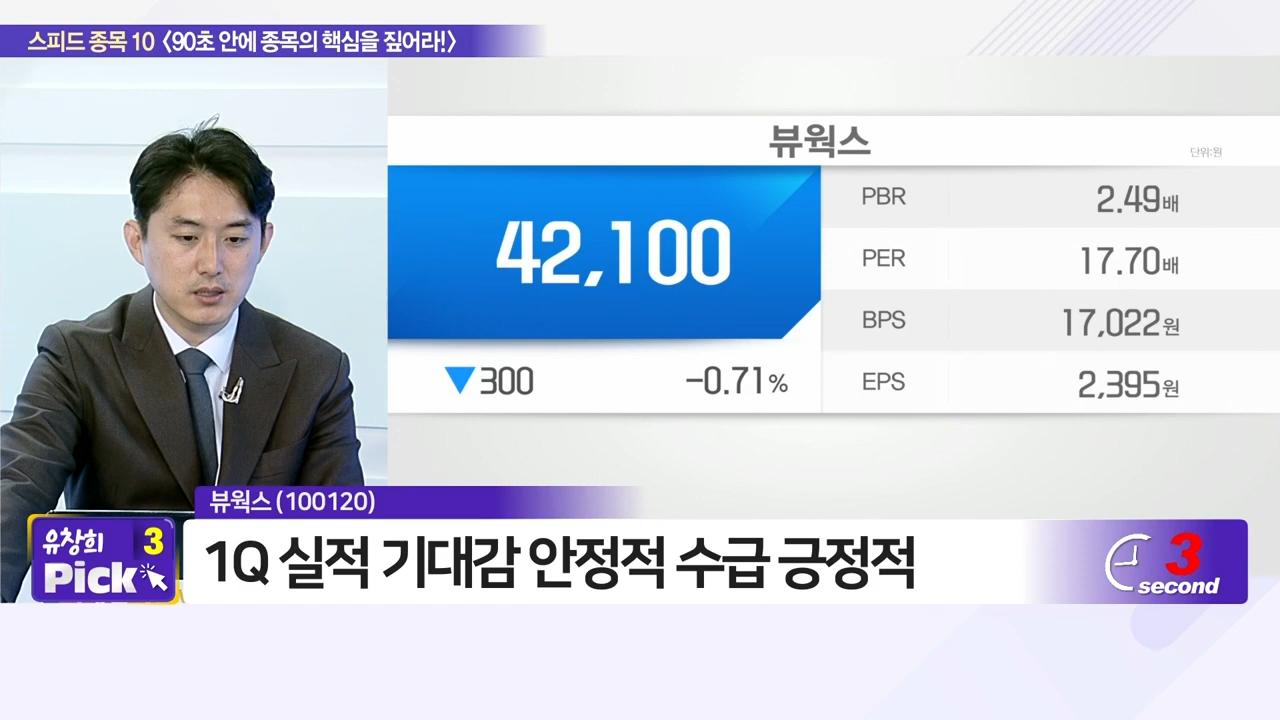 스피드 종목 10 〈90초 안에 종목의 핵심을 짚어라!〉
뷰웍스
단위:원
42,100
▼300 -0.71%
PBR 2.49배
PER 17.70배
BPS 17,022원
EPS 2,395원
뷰웍스 (100120)
유창희 3
Pick
1Q 실적 기대감 안정적 수급 긍정적
3
second